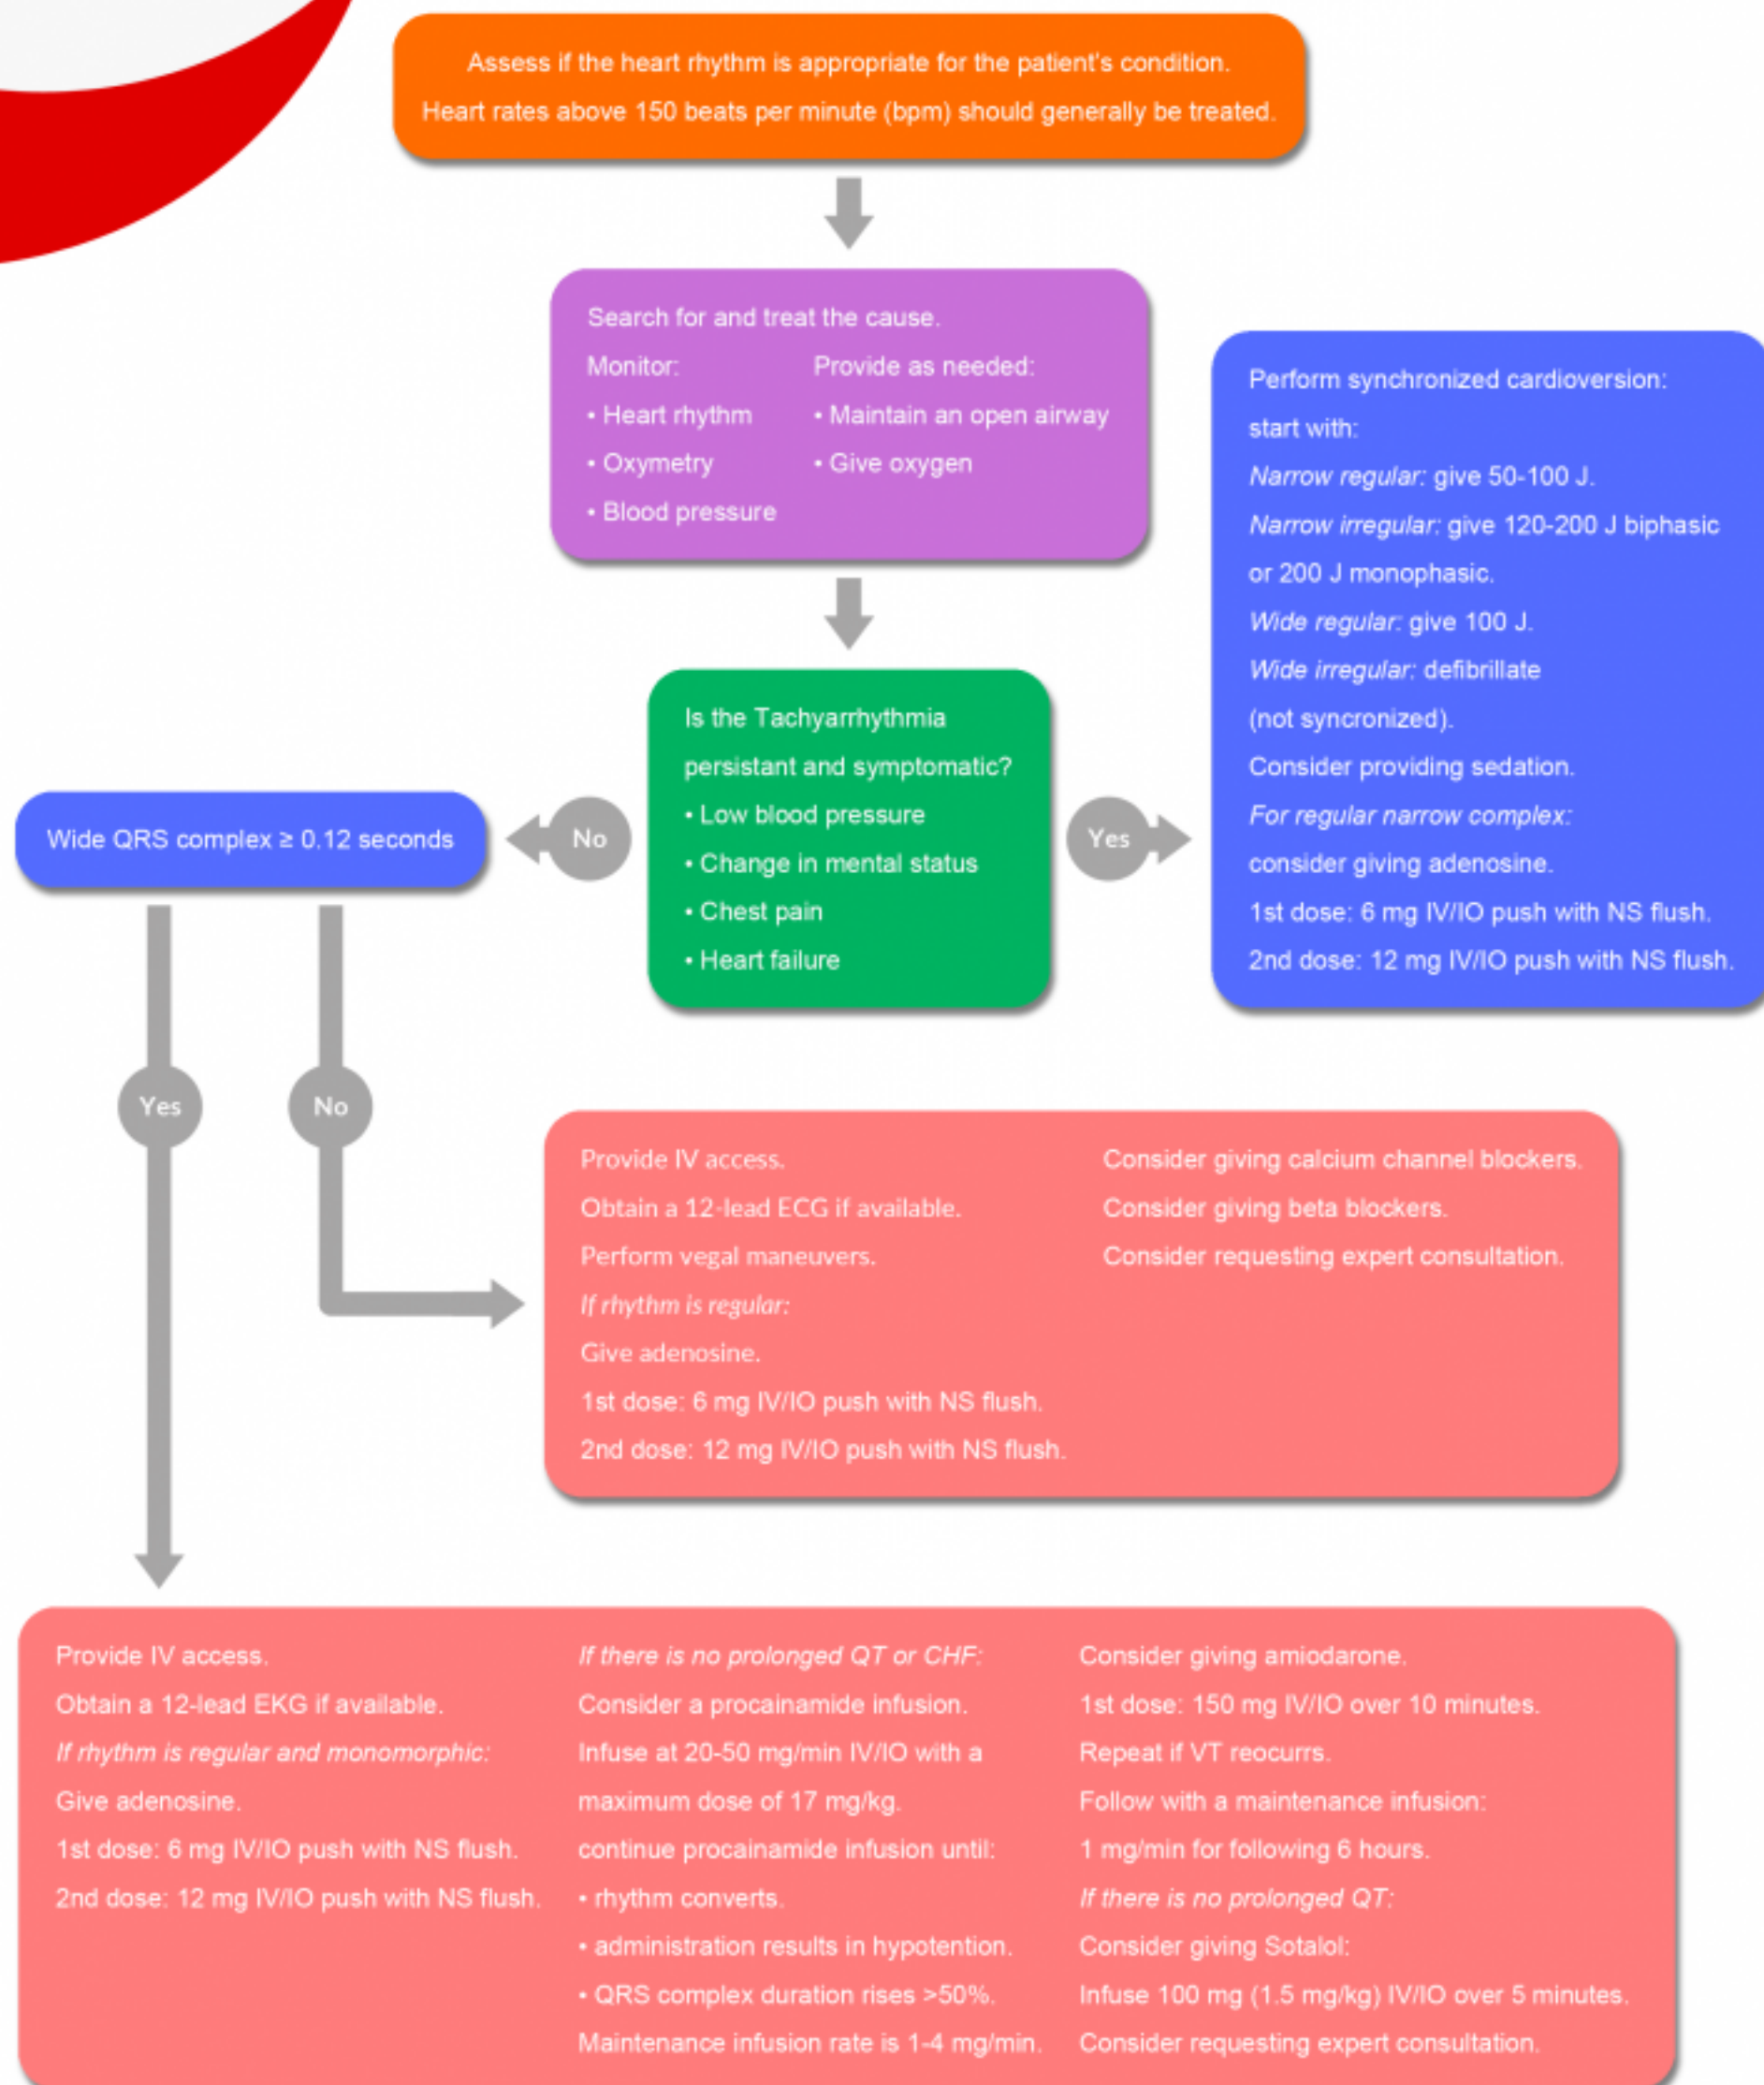 Assess if the heart rhythm is appropriate for the patient's condition.
Heart rates above 150 beats per minute (bpm) should generally be treated.
Search for and treat the cause.
Monitor:
• Heart rhythm
• Oxymetry
• Blood pressure
Provide as needed:
• Maintain an open airway
• Give oxygen
Is the Tachyarrhythmia
persistant and symptomatic?
• Low blood pressure
• Change in mental status
• Chest pain
• Heart failure
Yes
Perform synchronized cardioversion:
start with:
Narrow regular: give 50-100 J.
Narrow irregular: give 120-200 J biphasic
or 200 J monophasic.
Wide regular: give 100 J.
Wide irregular: defibrillate
(not syncronized).
Consider providing sedation.
For regular narrow complex:
consider giving adenosine.
1st dose: 6 mg IV/IO push with NS flush.
2nd dose: 12 mg IV/IO push with NS flush.
No
Wide QRS complex ≥ 0.12 seconds
Yes
No
Provide IV access.
Obtain a 12-lead ECG if available.
Perform vegal maneuvers.
If rhythm is regular:
Give adenosine.
1st dose: 6 mg IV/IO push with NS flush.
2nd dose: 12 mg IV/IO push with NS flush.
Consider giving calcium channel blockers.
Consider giving beta blockers.
Consider requesting expert consultation.
Provide IV access.
Obtain a 12-lead EKG if available.
If rhythm is regular and monomorphic:
Give adenosine.
1st dose: 6 mg IV/IO push with NS flush.
2nd dose: 12 mg IV/IO push with NS flush.
If there is no prolonged QT or CHF:
Consider a procainamide infusion.
Infuse at 20-50 mg/min IV/IO with a
maximum dose of 17 mg/kg.
continue procainamide infusion until:
• rhythm converts.
• administration results in hypotention.
• QRS complex duration rises >50%.
Maintenance infusion rate is 1-4 mg/min.
Consider giving amiodarone.
1st dose: 150 mg IV/IO over 10 minutes.
Repeat if VT reocurrs.
Follow with a maintenance infusion:
1 mg/min for following 6 hours.
If there is no prolonged QT:
Consider giving Sotalol:
Infuse 100 mg (1.5 mg/kg) IV/IO over 5 minutes.
Consider requesting expert consultation.